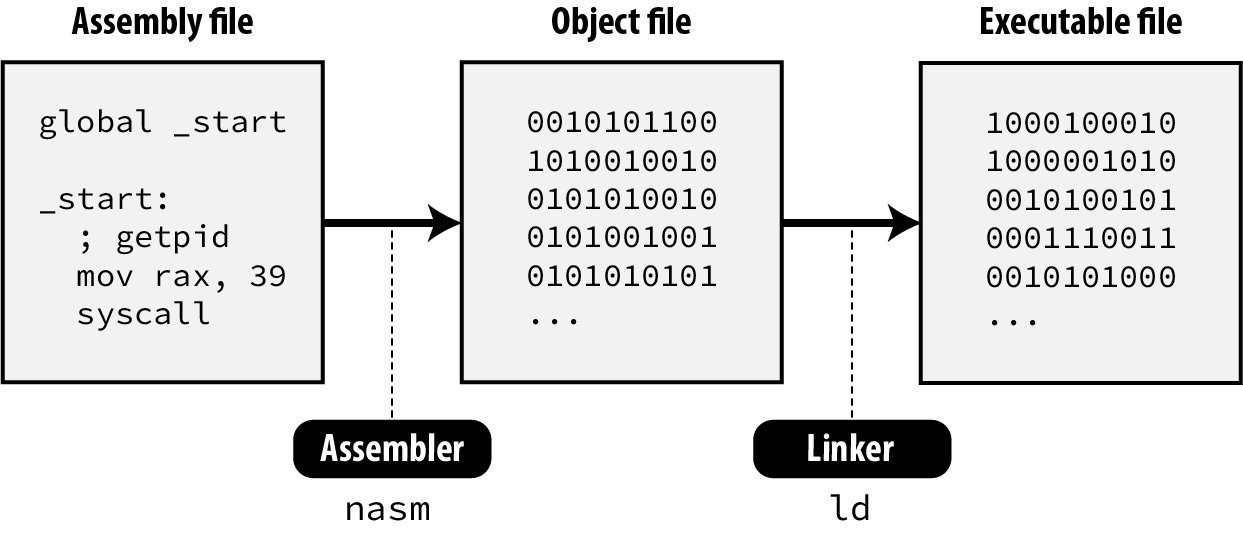 Assembly file
global _start
_start:
; getpid
mov rax, 39
syscall
Object file
0010101100
1010010010
0101010010
0101001001
0101010101
...
Executable file
1000100010
1000001010
0010100101
0001110011
0010101000
...
Assembler
nasm
Linker
ld